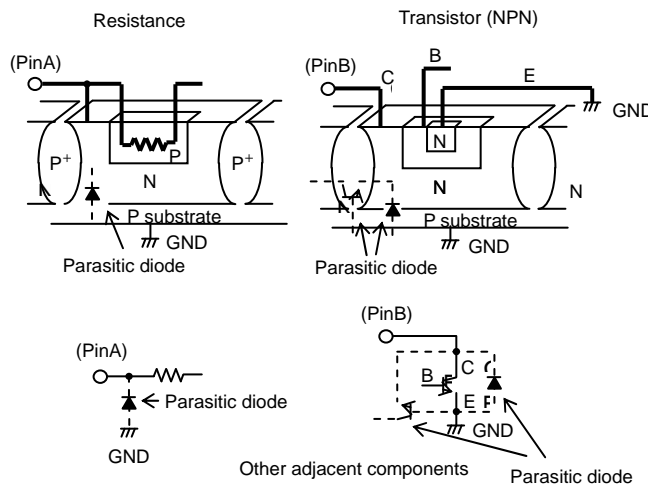 Resistance
Transistor (NPN)
(PinA)
(PinB)
C
B
E
GND
P+
P
P+
N
N
N
N
P substrate
P substrate
GND
GND
Parasitic diode
Parasitic diode
(PinA)
(PinB)
Parasitic diode
GND
B
C
E
GND
Other adjacent components
Parasitic diode